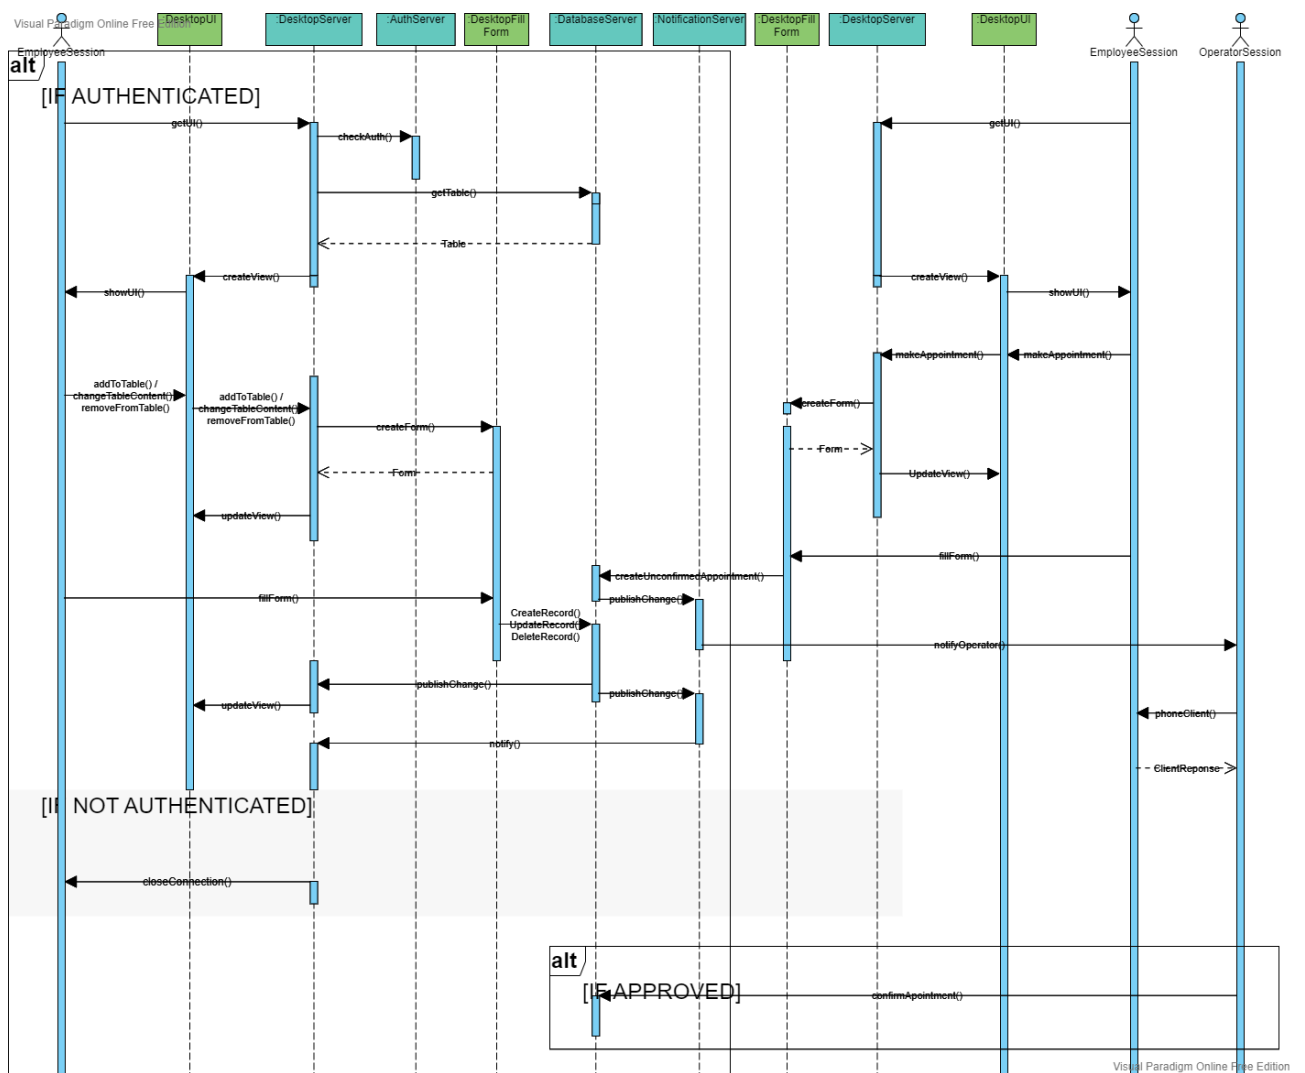 Visual Paradigm Online Free Edition
:DesktopUI
:DesktopServer
:AuthServer
:DesktopFill
Form
:DatabaseServer
:NotificationServer
:DesktopFill
Form
:DesktopServer
:DesktopUI
EmployeeSession
EmployeeSession
OperatorSession
alt
[IF AUTHENTICATED]
getUI()
getUI()
checkAuth()
getTable()
Table
createView()
createView()
showUI()
showUI()
makeAppointment()
makeAppointment()
addToTable() /
changeTableContent()
removeFromTable()
addToTable() /
changeTableContent()
removeFromTable()
createForm()
createForm()
Form
Form
UpdateView()
updateView()
fillForm()
createUnconfirmedAppointment()
fillForm()
publishChange()
CreateRecord()
UpdateRecord()
DeleteRecord()
notifyOperator()
publishChange()
publishChange()
updateView()
phoneClient()
notify()
ClientReponse
[IF NOT AUTHENTICATED]
closeConnection()
alt
[IF APPROVED]
confirmApointment()
Visual Paradigm Online Free Edition